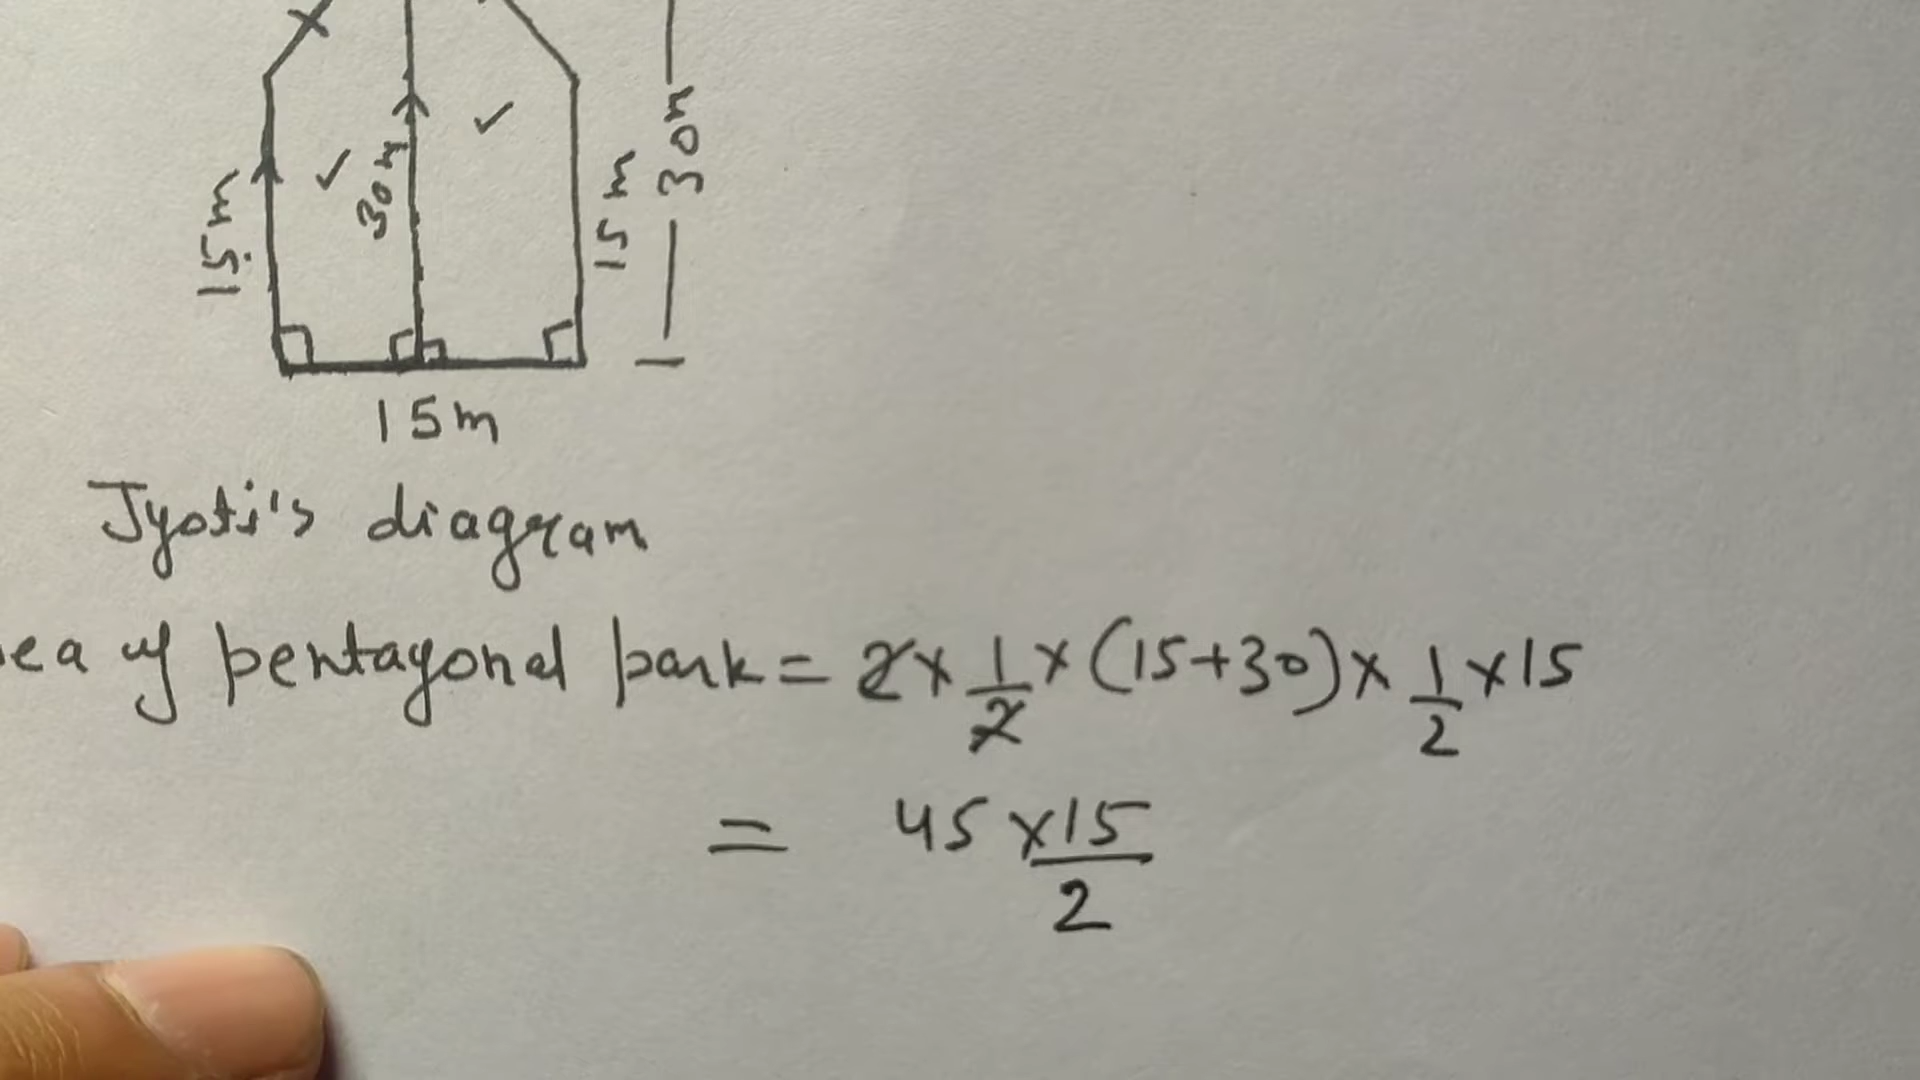 30m
30m
15m
15m
15m
Jyoti's diagram
ea of pentagonal park = 2 × 1/2 × (15+30) × 1/2 × 15
= 45 × 15/2